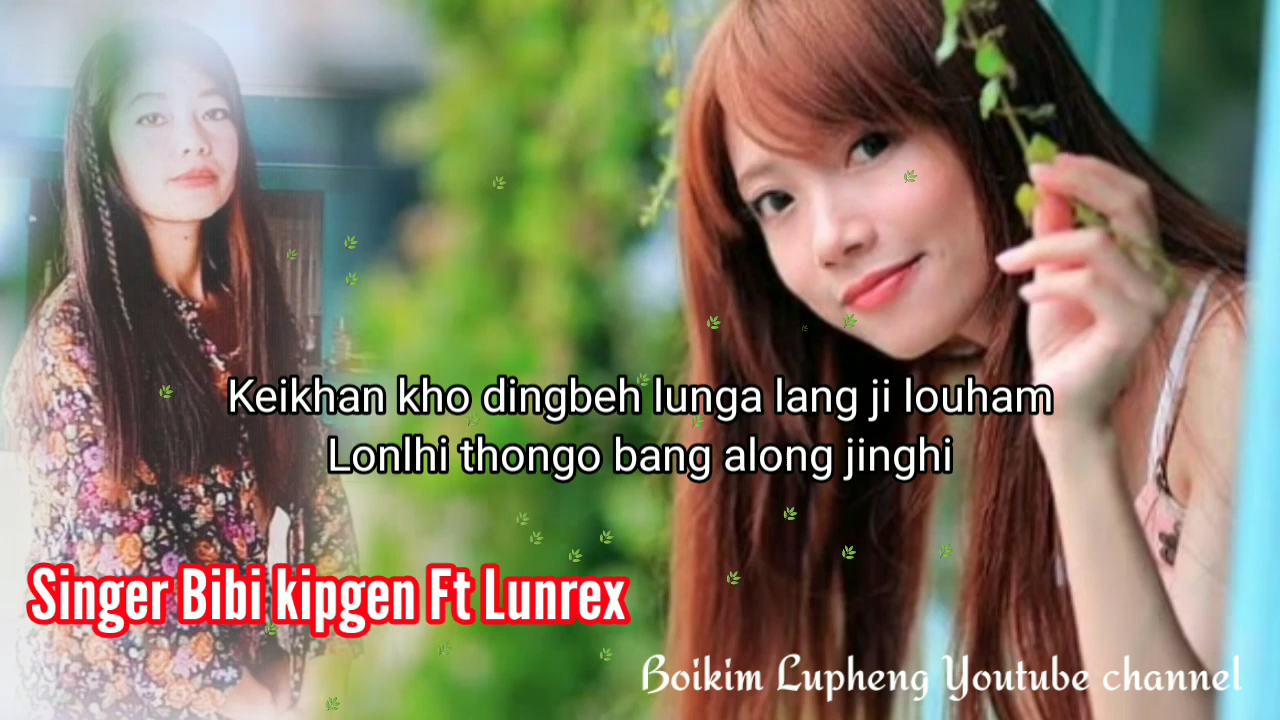 Keikhan kho dingbeh lunga lang ji louham
Lonlhi thongo bang along jinghi
Singer Bibi kipgen Ft Lunrex
Boikim Lupheng Youtube channel